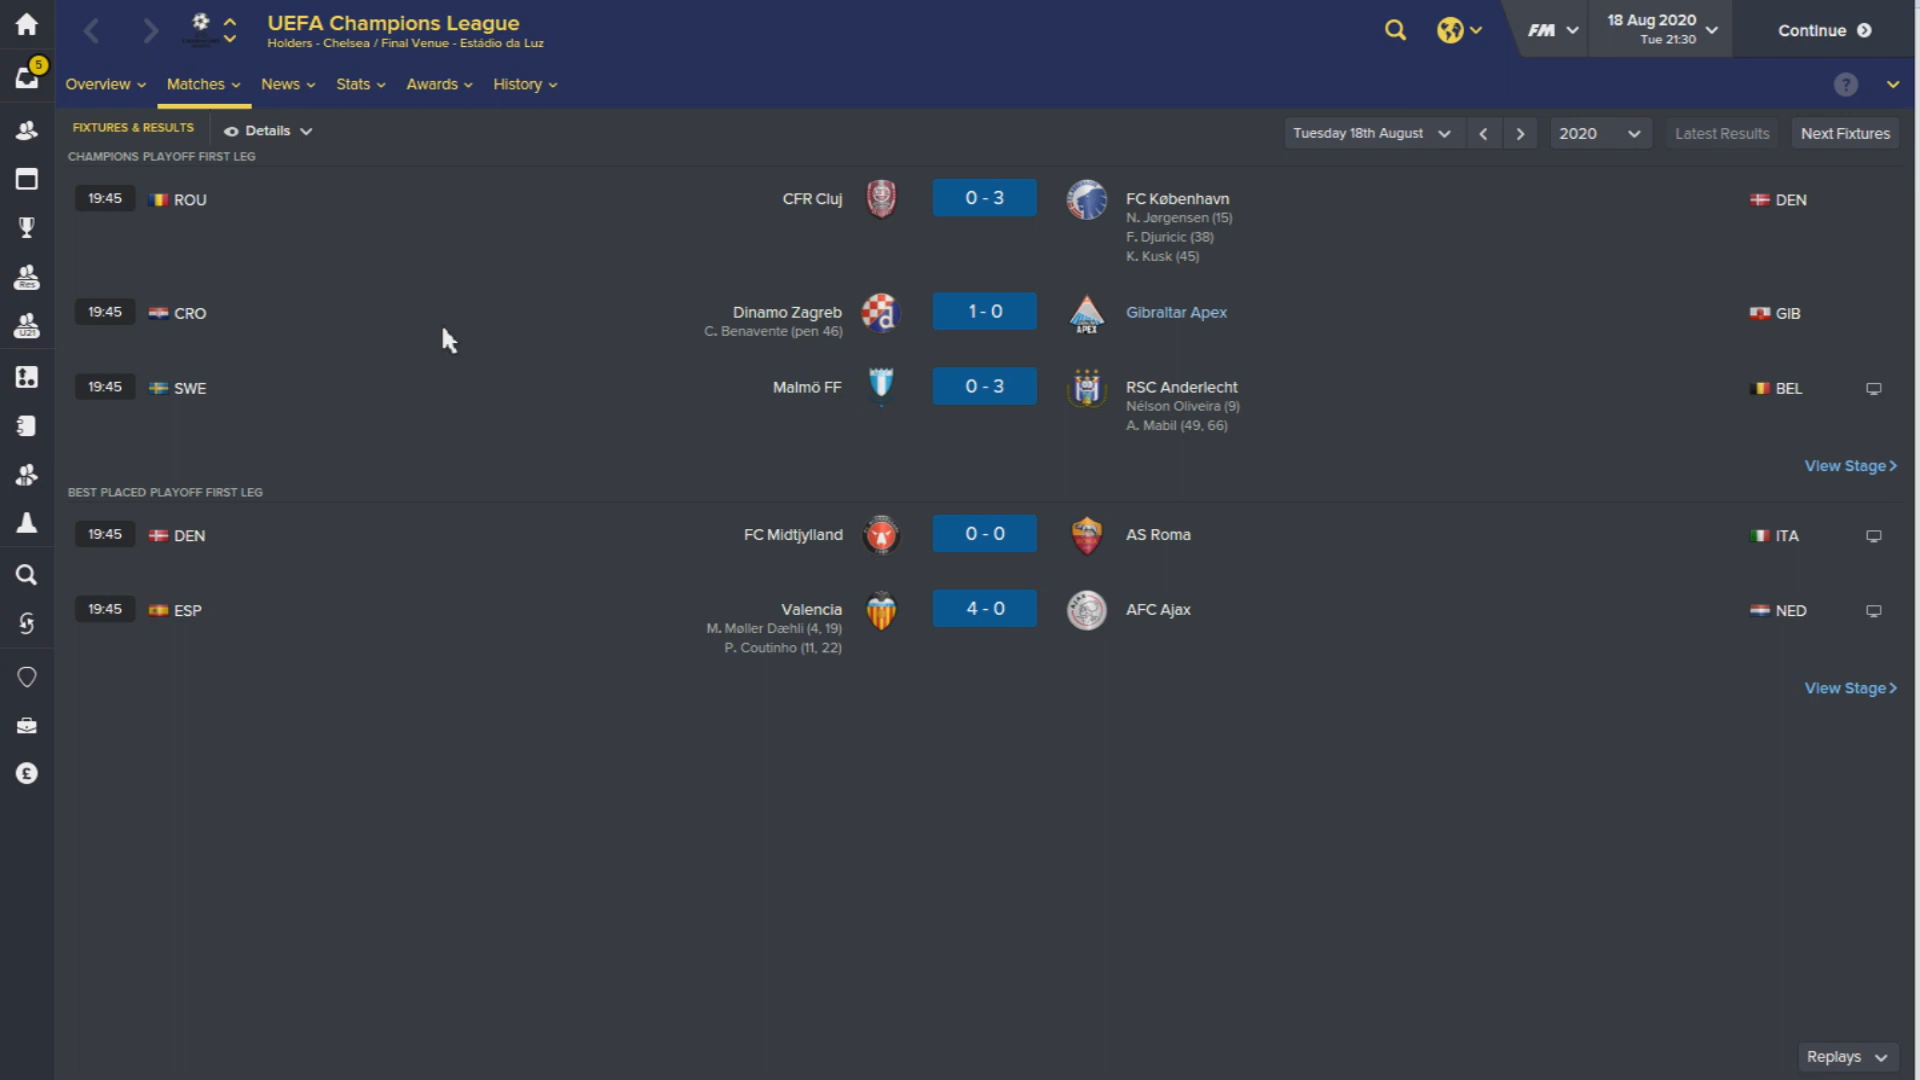 UEFA Champions League
Holders - Chelsea / Final Venue - Estádio da Luz
FM
18 Aug 2020
Tue 21:30
Continue
5
Overview
Matches
News
Stats
Awards
History
?
FIXTURES & RESULTS
Details
Tuesday 18th August
2020
Latest Results
Next Fixtures
CHAMPIONS PLAYOFF FIRST LEG
19:45 ROU CFR Cluj 0 - 3 FC København DEN
N. Jørgensen (15)
F. Djuricic (38)
K. Kusk (45)
Res
19:45 CRO Dinamo Zagreb 1 - 0 APEX Gibraltar Apex GIB
C. Benavente (pen 46)
U21
19:45 SWE Malmö FF 0 - 3 RSC Anderlecht BEL
Nélson Oliveira (9)
A. Mabil (49, 66)
View Stage>
BEST PLACED PLAYOFF FIRST LEG
19:45 DEN FC Midtjylland 0 - 0 AS Roma ITA
19:45 ESP Valencia 4 - 0 AFC Ajax NED
M. Møller Dæhli (4, 19)
P. Coutinho (11, 22)
View Stage>
£
Replays